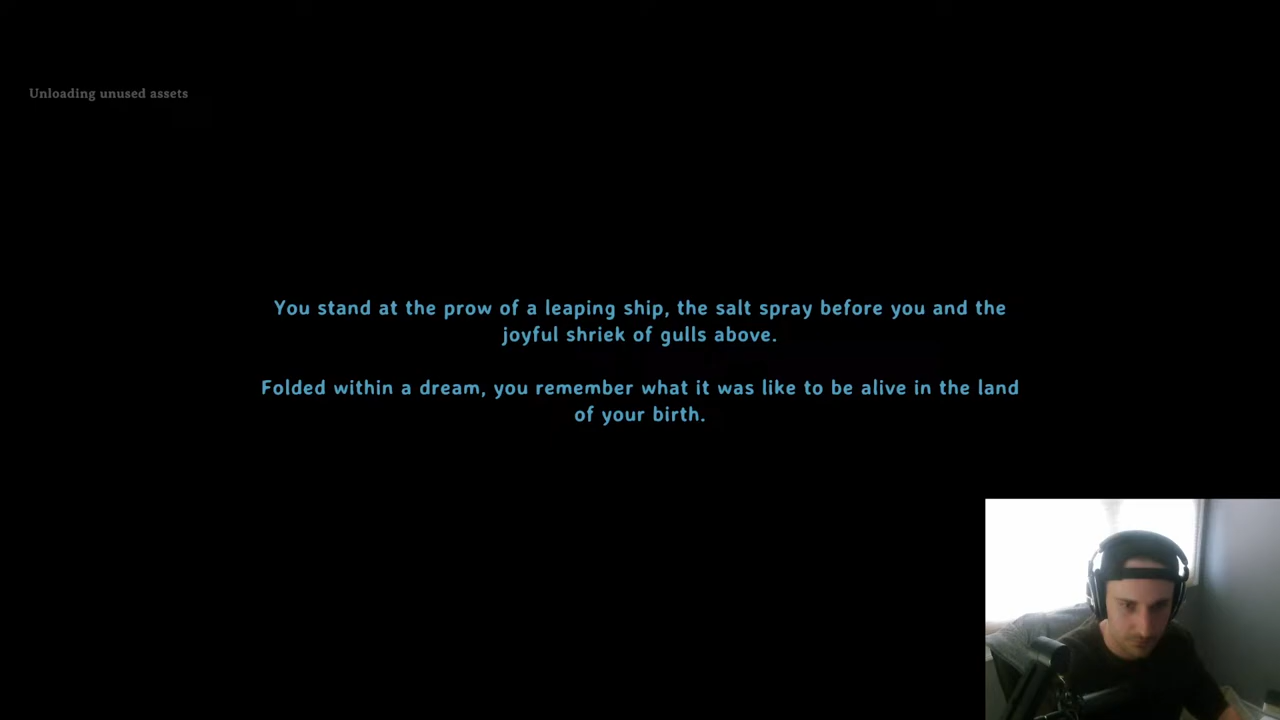 Unloading unused assets
You stand at the prow of a leaping ship, the salt spray before you and the
joyful shriek of gulls above.
Folded within a dream, you remember what it was like to be alive in the land
of your birth.